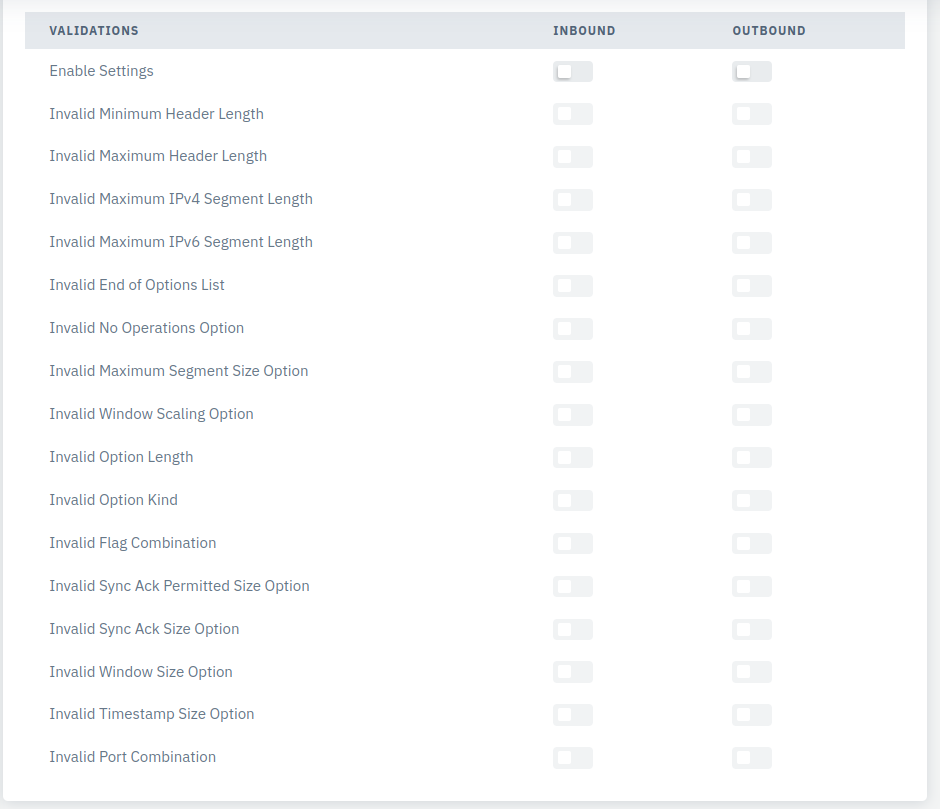 VALIDATIONS INBOUND OUTBOUND
Enable Settings
Invalid Minimum Header Length
Invalid Maximum Header Length
Invalid Maximum IPv4 Segment Length
Invalid Maximum IPv6 Segment Length
Invalid End of Options List
Invalid No Operations Option
Invalid Maximum Segment Size Option
Invalid Window Scaling Option
Invalid Option Length
Invalid Option Kind
Invalid Flag Combination
Invalid Sync Ack Permitted Size Option
Invalid Sync Ack Size Option
Invalid Window Size Option
Invalid Timestamp Size Option
Invalid Port Combination